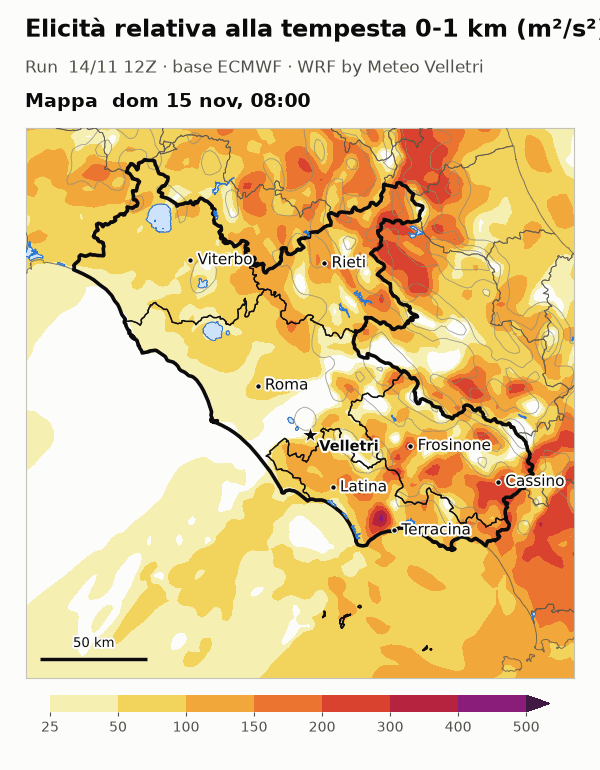 Elicità relativa alla tempesta 0-1 km (m²/s²)
Run 14/11 12Z · base ECMWF · WRF by Meteo Velletri
Mappa dom 15 nov, 08:00
Viterbo
Rieti
Roma
Velletri
Frosinone
Cassino
Latina
Terracina
50 km
25 50 100 150 200 300 400 500